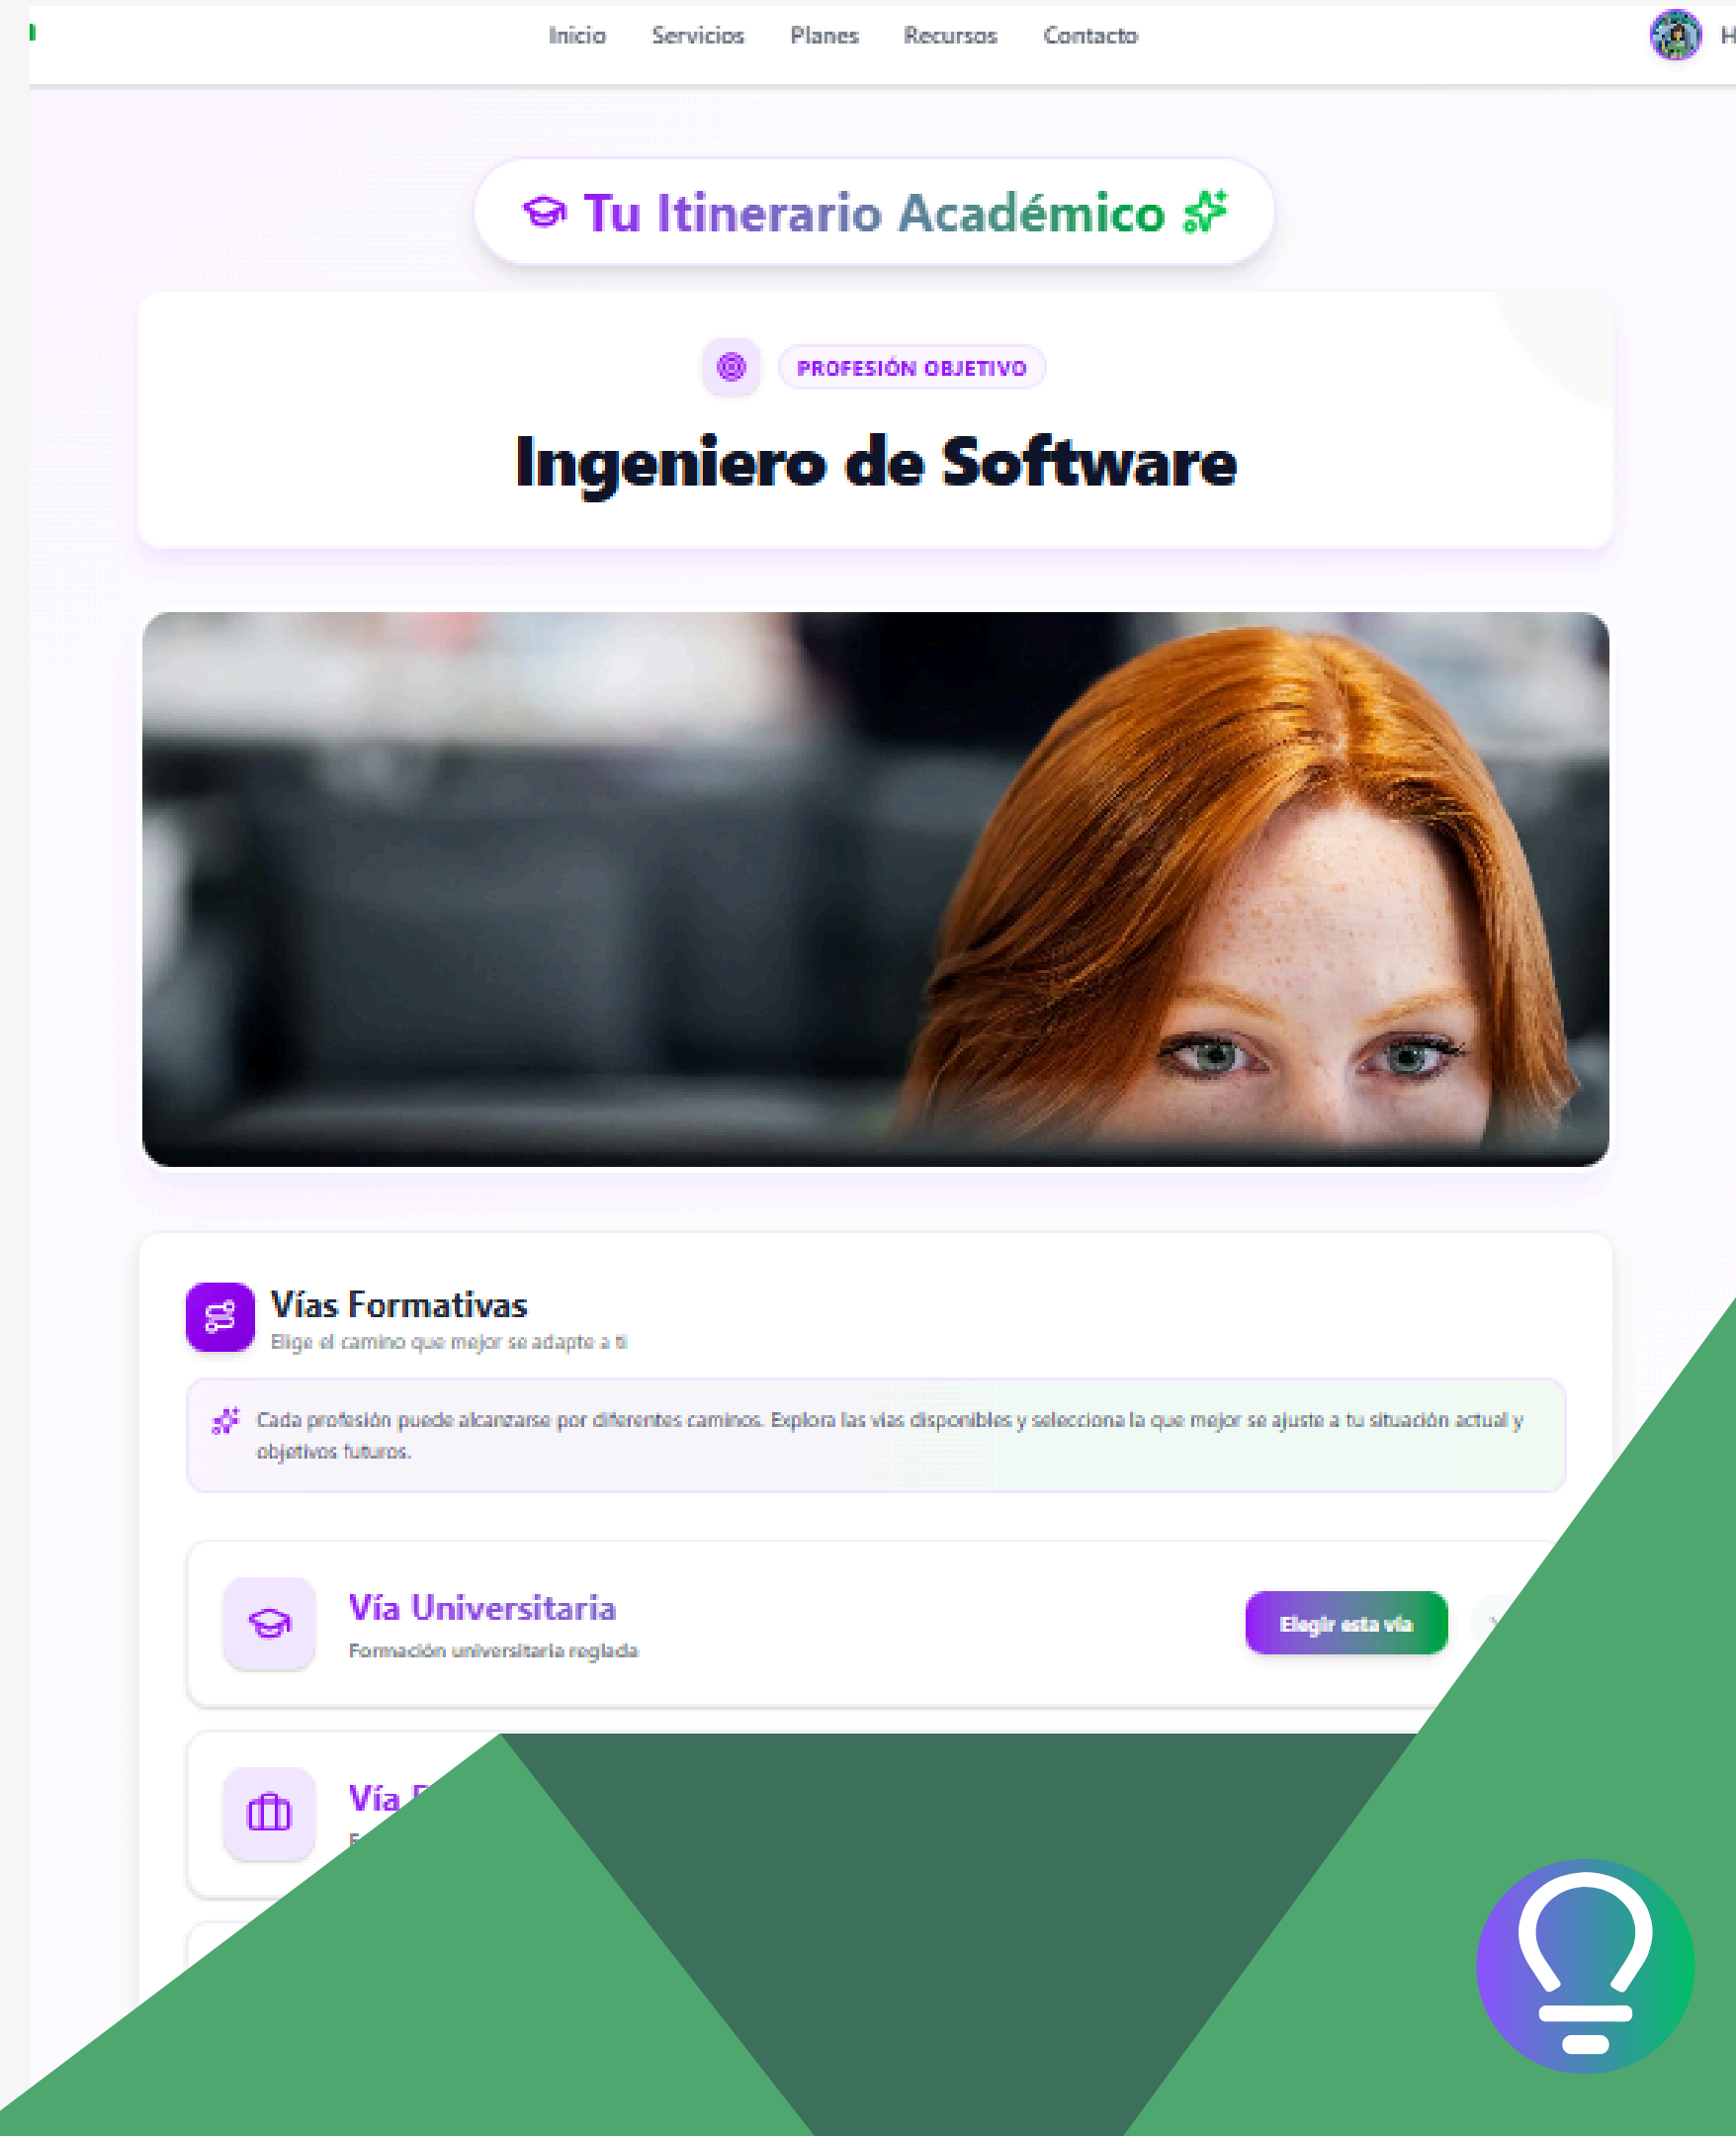 Inicio Servicios Planes Recursos Contacto H
Tu Itinerario Académico
PROFESIÓN OBJETIVO
Ingeniero de Software
Vías Formativas
Elige el camino que mejor se adapte a ti
Cada profesión puede alcanzarse por diferentes caminos. Explora las vías disponibles y selecciona la que mejor se ajuste a tu situación actual y
objetivos futuros.
Vía Universitaria
Elegir esta vía
Formación universitaria reglada
Vía